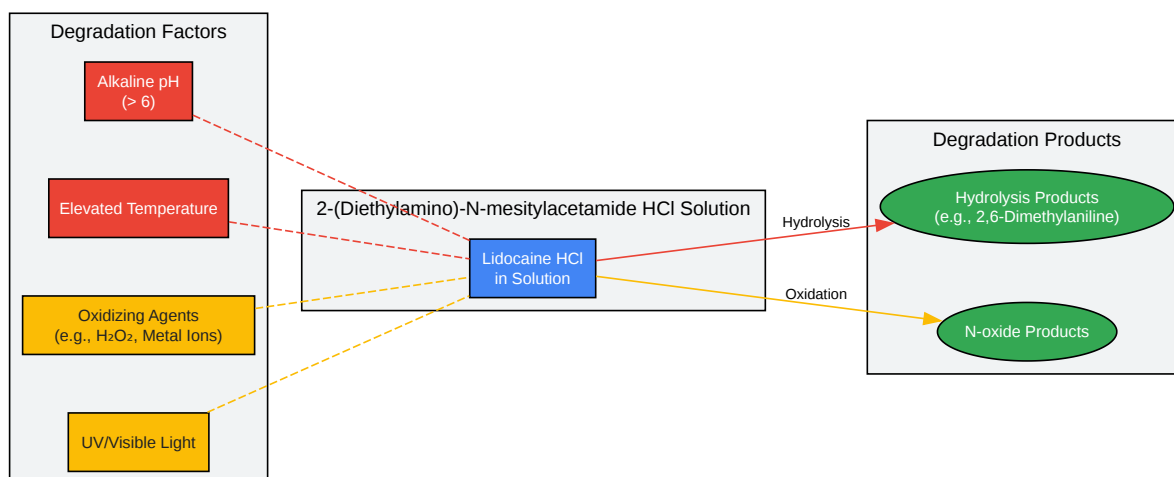 Degradation Factors
Alkaline pH
(> 6)
Elevated Temperature
Oxidizing Agents
(e.g., H₂O₂, Metal Ions)
UV/Visible Light
2-(Diethylamino)-N-mesitylacetamide HCl Solution
Lidocaine HCl
in Solution
Hydrolysis
Oxidation
Degradation Products
Hydrolysis Products
(e.g., 2,6-Dimethylaniline)
N-oxide Products